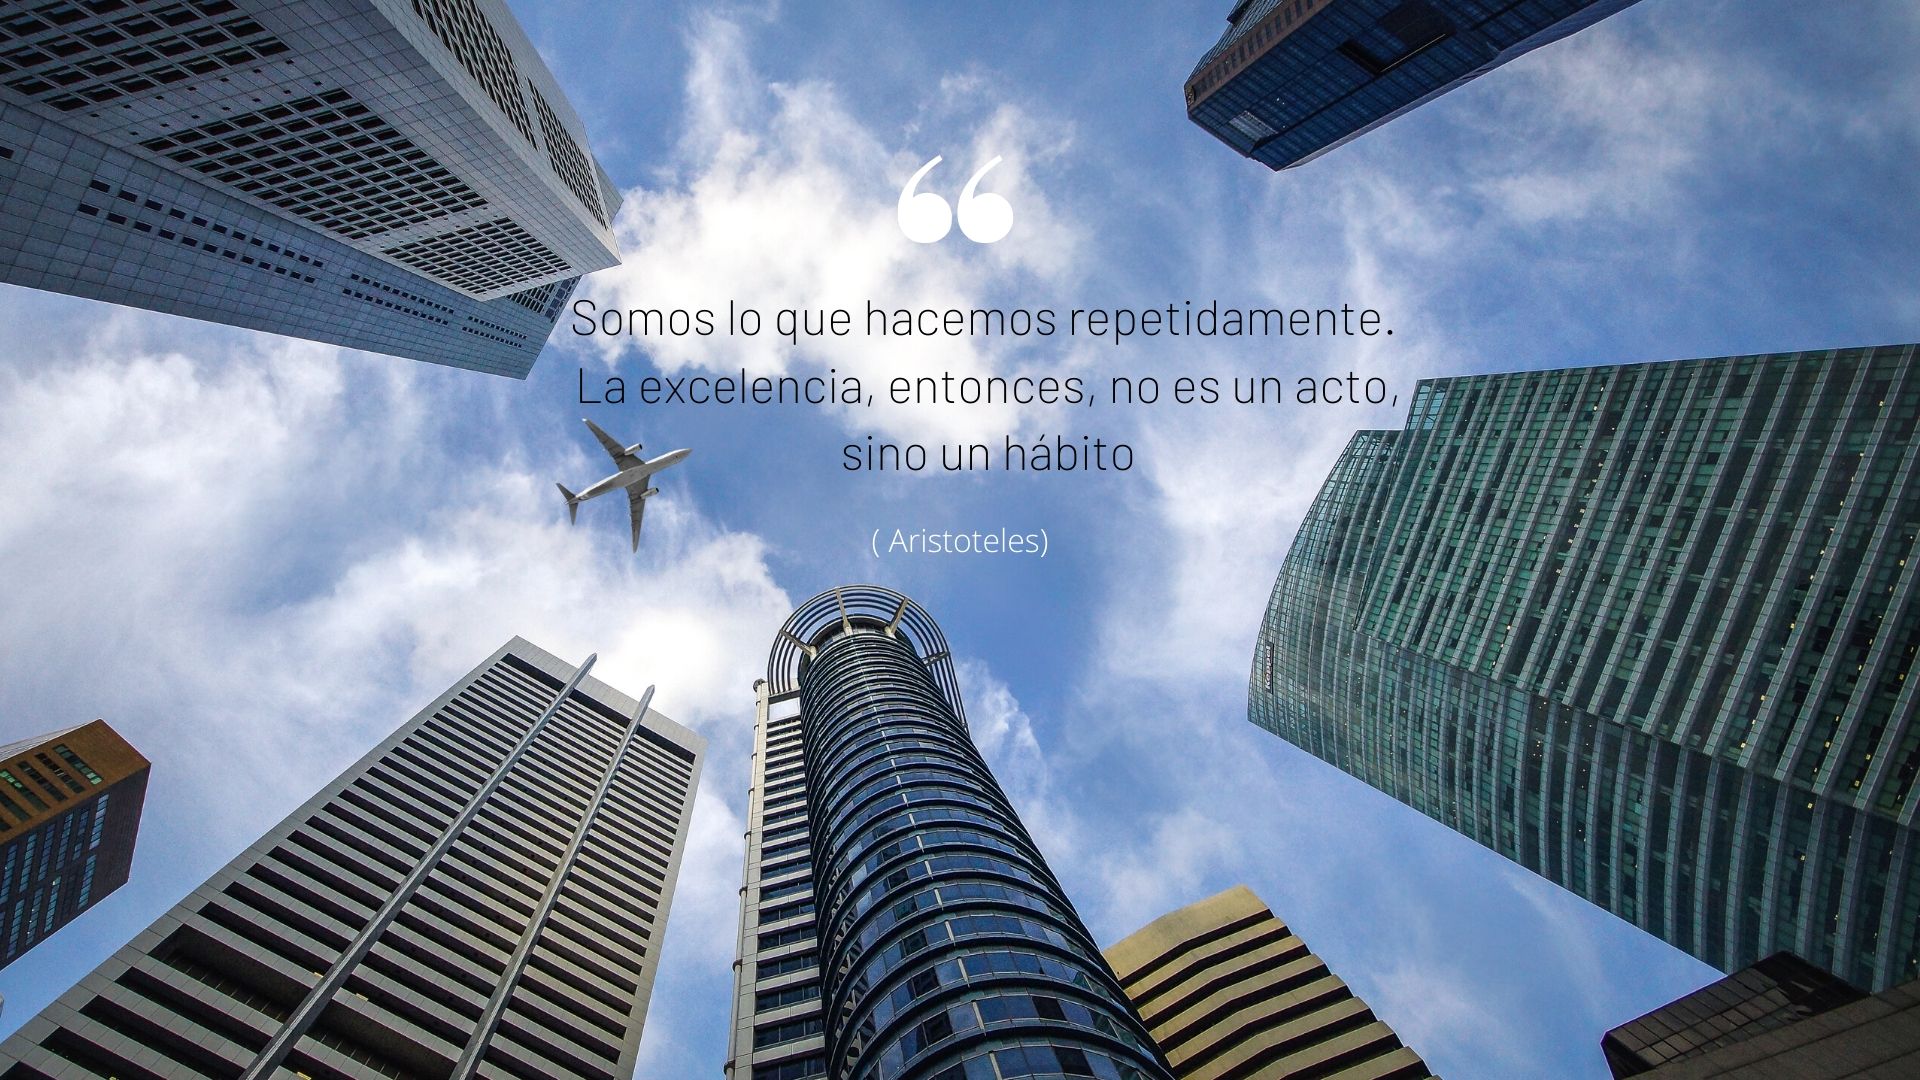 ❝
Somos lo que hacemos repetidamente.
La excelencia, entonces, no es un acto,
sino un hábito
( Aristoteles)